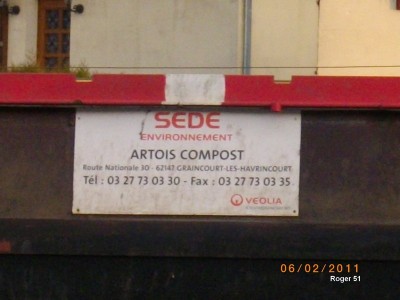 SEDE
ENVIRONNEMENT
ARTOIS COMPOST
Route Nationale 30 - 62147 GRAINCOURT-LES-HAVRINCOURT
Tél : 03 27 73 03 30 - Fax : 03 27 73 03 35
VEOLIA
06/02/2011
Roger 51